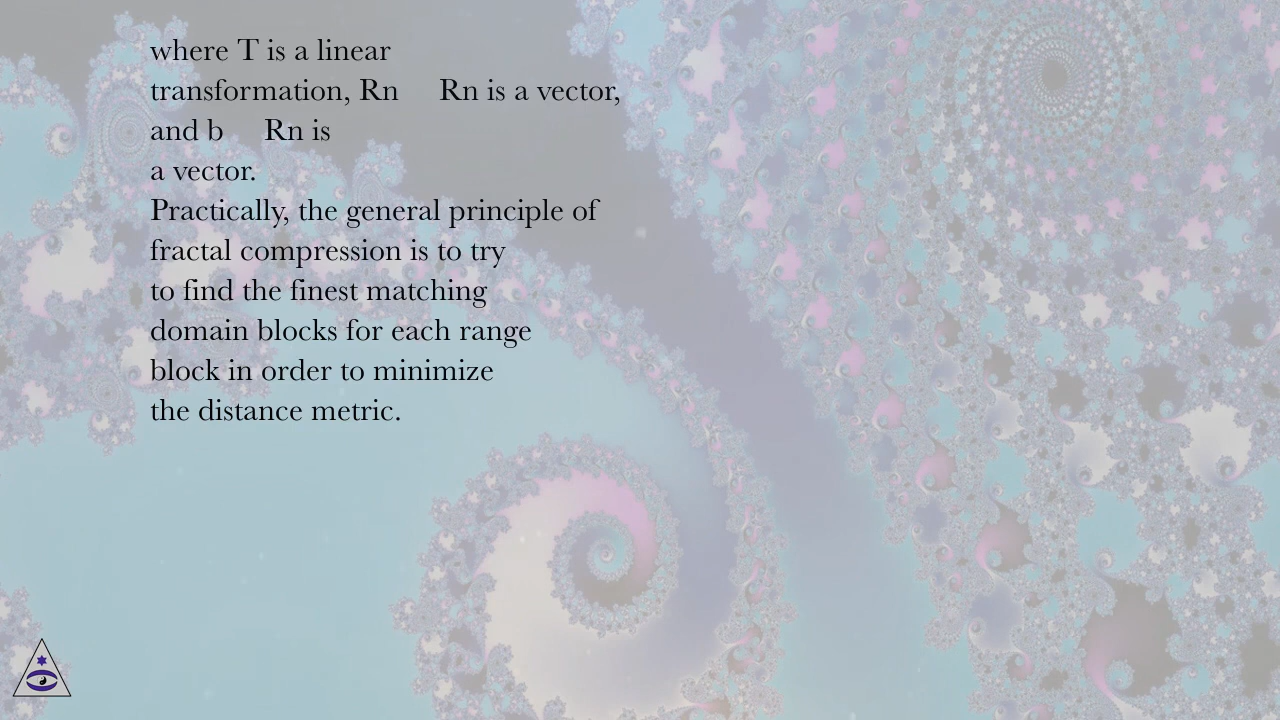 where T is a linear
transformation, Rn Rn is a vector,
and b Rn is
a vector.
Practically, the general principle of
fractal compression is to try
to find the finest matching
domain blocks for each range
block in order to minimize
the distance metric.